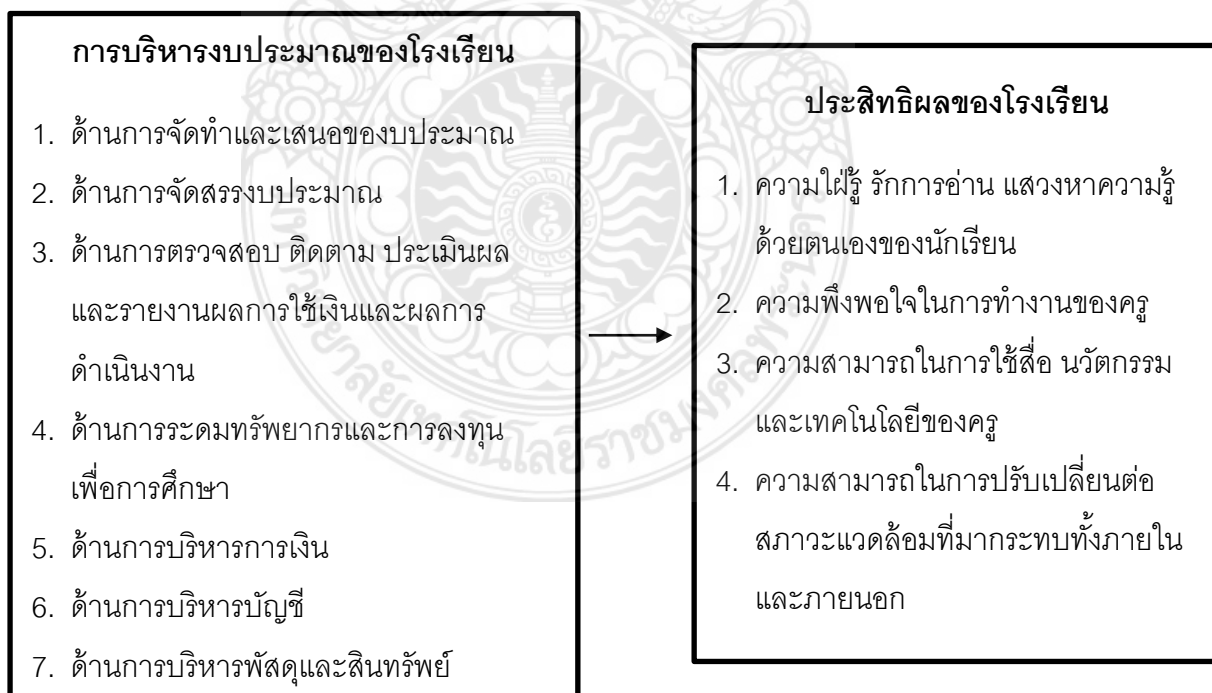 การบริหารงบประมาณของโรงเรียน
1. ด้านการจัดทำและเสนอของบประมาณ
2. ด้านการจัดสรรงบประมาณ
3. ด้านการตรวจสอบ ติดตาม ประเมินผล
และรายงานผลการใช้เงินและผลการ
ดำเนินงาน
4. ด้านการระดมทรัพยากรและการลงทุน
เพื่อการศึกษา
5. ด้านการบริหารการเงิน
6. ด้านการบริหารบัญชี
7. ด้านการบริหารพัสดุและสินทรัพย์
ประสิทธิผลของโรงเรียน
1. ความใฝ่รู้ รักการอ่าน แสวงหาความรู้
ด้วยตนเองของนักเรียน
2. ความพึงพอใจในการทำงานของครู
3. ความสามารถในการใช้สื่อ นวัตกรรม
และเทคโนโลยีของครู
4. ความสามารถในการปรับเปลี่ยนต่อ
สภาวะแวดล้อมที่มากระทบทั้งภายใน
และภายนอก